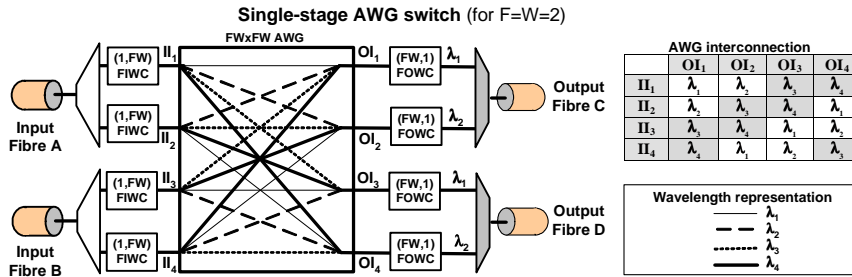 Single-stage AWG switch (for F=W=2)
FWxFW AWG
(1,FW)
FIWC
II₁
OI₁
(FW,1)
FOWC
λ₁
Input
Fibre A
(1,FW)
FIWC
II₂
OI₂
(FW,1)
FOWC
λ₂
Output
Fibre C
(1,FW)
FIWC
II₃
OI₃
(FW,1)
FOWC
λ₁
Input
Fibre B
(1,FW)
FIWC
II₄
OI₄
(FW,1)
FOWC
λ₂
Output
Fibre D
AWG interconnection
OI₁ OI₂ OI₃ OI₄
II₁ λ₁ λ₂ λ₃ λ₄
II₂ λ₂ λ₃ λ₄ λ₁
II₃ λ₃ λ₄ λ₁ λ₂
II₄ λ₄ λ₁ λ₂ λ₃
Wavelength representation
λ₁
λ₂
λ₃
λ₄